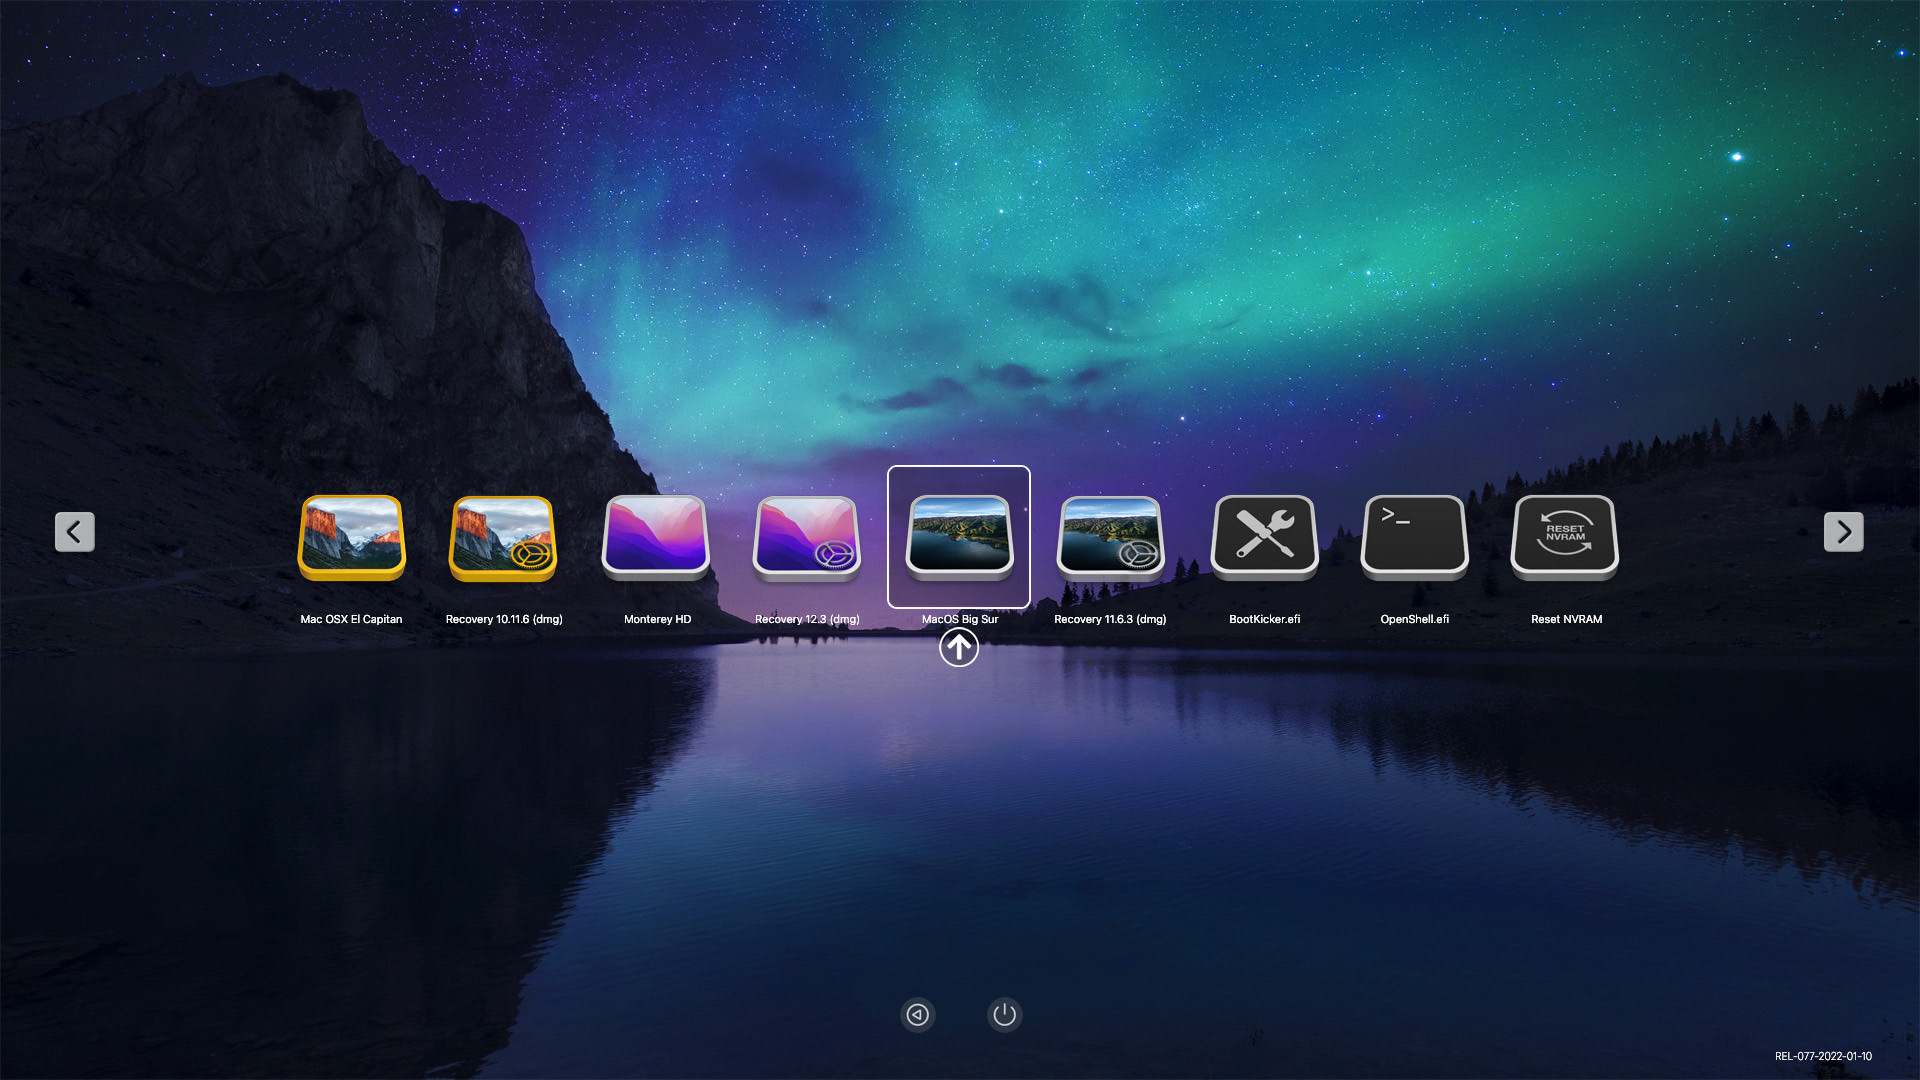 Mac OSX El Capitan
Recovery 10.11.6 (dmg)
Monterey HD
Recovery 12.3 (dmg)
MacOS Big Sur
Recovery 11.6.3 (dmg)
BootKicker.efi
>_
OpenShell.efi
RESET
NVRAM
Reset NVRAM
REL-077-2022-01-10